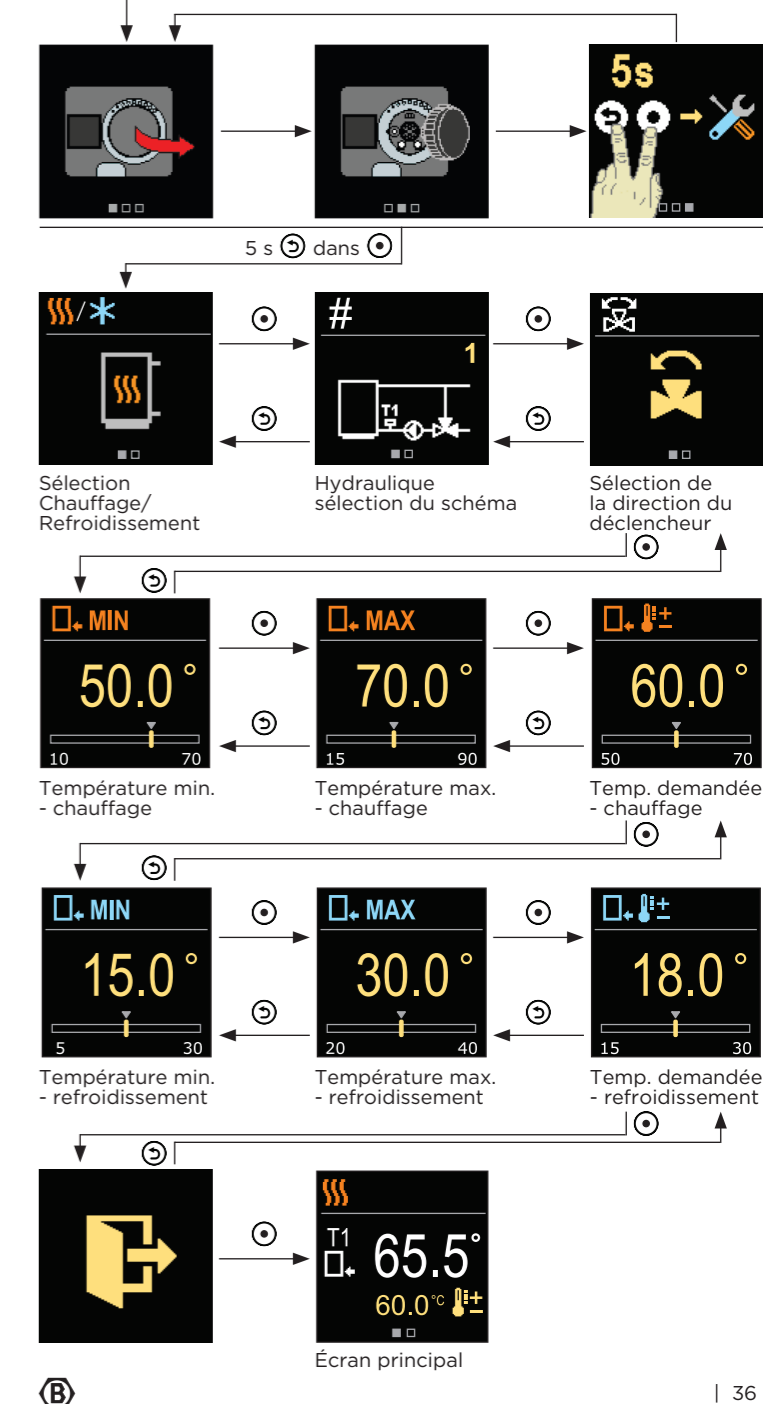 5s
5 s dans
/
#
1
T1
Sélection
Chauffage/
Refroidissement
Hydraulique
sélection du schéma
Sélection de
la direction du
déclencheur
MIN
50.0°
10 70
MAX
70.0°
15 90
60.0°
50 70
Température min.
- chauffage
Température max.
- chauffage
Temp. demandée
- chauffage
MIN
15.0°
5 30
MAX
30.0°
20 40
18.0°
15 30
Température min.
- refroidissement
Température max.
- refroidissement
Temp. demandée
- refroidissement
T1
65.5°
60.0°C
Écran principal
B
| 36